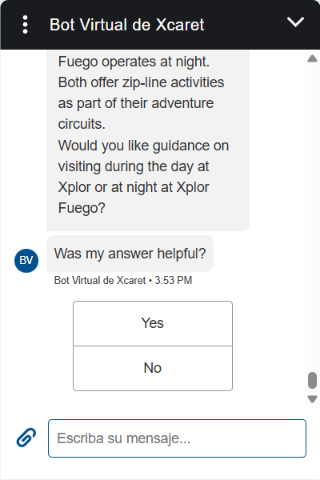 Bot Virtual de Xcaret
Fuego operates at night.
Both offer zip-line activities
as part of their adventure
circuits.
Would you like guidance on
visiting during the day at
Xplor or at night at Xplor
Fuego?
BV
Was my answer helpful?
Bot Virtual de Xcaret • 3:53 PM
Yes
No
Escriba su mensaje...